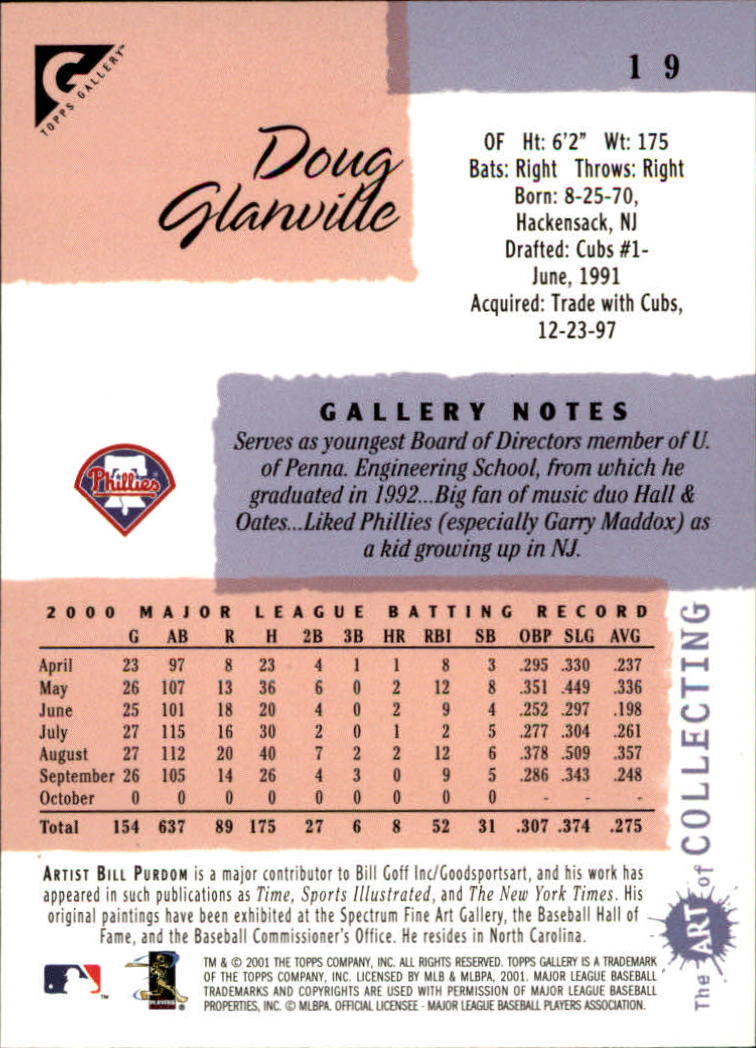 G
TOPPS GALLERY™
19
Doug
Glanville
OF Ht: 6'2" Wt: 175
Bats: Right Throws: Right
Born: 8-25-70,
Hackensack, NJ
Drafted: Cubs #1-
June, 1991
Acquired: Trade with Cubs,
12-23-97
GALLERY NOTES
Serves as youngest Board of Directors member of U.
of Penna. Engineering School, from which he
graduated in 1992...Big fan of music duo Hall &
Oates...Liked Phillies (especially Garry Maddox) as
a kid growing up in NJ.
Phillies
2000 MAJOR LEAGUE BATTING RECORD
G AB R H 2B 3B HR RBI SB OBP SLG AVG
April 23 97 8 23 4 1 1 8 3 .295 .330 .237
May 26 107 13 36 6 0 2 12 8 .351 .449 .336
June 25 101 18 20 4 0 2 9 4 .252 .297 .198
July 27 115 16 30 2 0 1 2 5 .277 .304 .261
August 27 112 20 40 7 2 2 12 6 .378 .509 .357
September 26 105 14 26 4 3 0 9 5 .286 .343 .248
October 0 0 0 0 0 0 0 0 0 - - -
Total 154 637 89 175 27 6 8 52 31 .307 .374 .275
The ART of COLLECTING
ARTIST BILL PURDOM is a major contributor to Bill Goff Inc/Goodsportsart, and his work has
appeared in such publications as Time, Sports Illustrated, and The New York Times. His
original paintings have been exhibited at the Spectrum Fine Art Gallery, the Baseball Hall of
Fame, and the Baseball Commissioner's Office. He resides in North Carolina.
TM & © 2001 THE TOPPS COMPANY, INC. ALL RIGHTS RESERVED. TOPPS GALLERY IS A TRADEMARK
OF THE TOPPS COMPANY, INC. LICENSED BY MLB & MLBPA, 2001. MAJOR LEAGUE BASEBALL
TRADEMARKS AND COPYRIGHTS ARE USED WITH PERMISSION OF MAJOR LEAGUE BASEBALL
PROPERTIES, INC. © MLBPA. OFFICIAL LICENSEE - MAJOR LEAGUE BASEBALL PLAYERS ASSOCIATION.